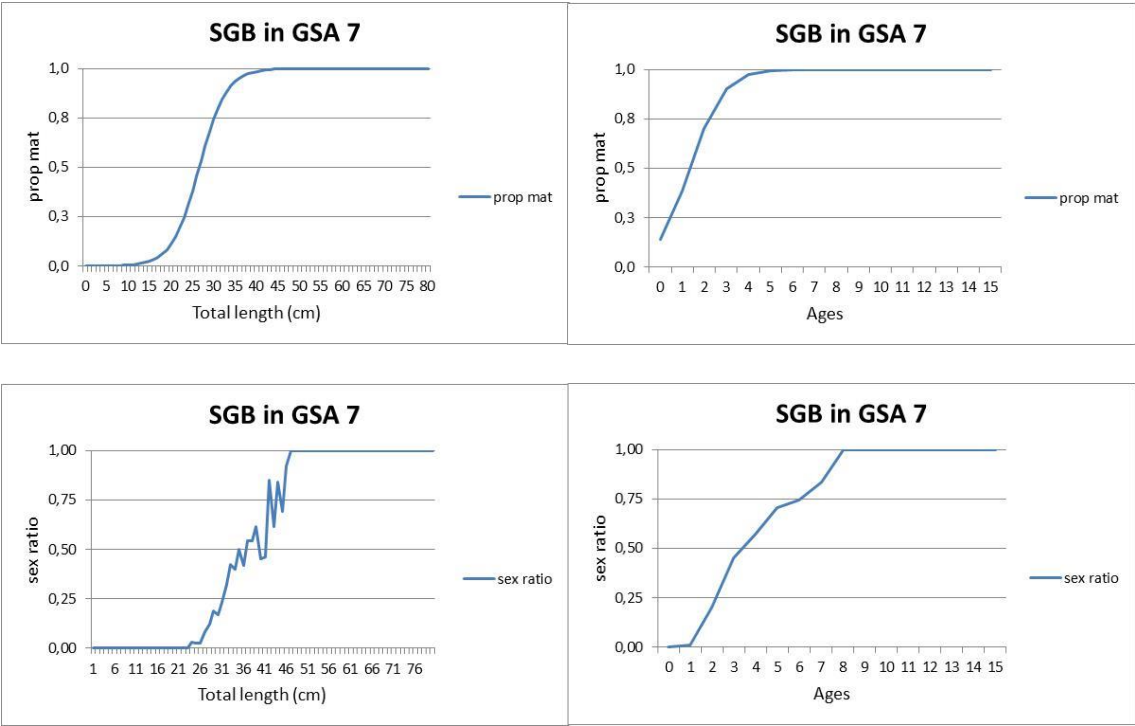 SGB in GSA 7
1,0
0,8
0,5
0,3
0,0
prop mat
prop mat
0 5 10 15 20 25 30 35 40 45 50 55 60 65 70 75 80
Total length (cm)
SGB in GSA 7
1,0
0,8
0,5
0,3
0,0
prop mat
prop mat
0 1 2 3 4 5 6 7 8 9 10 11 12 13 14 15
Ages
SGB in GSA 7
1,00
0,75
0,50
0,25
0,00
sex ratio
sex ratio
1 6 11 16 21 26 31 36 41 46 51 56 61 66 71 76
Total length (cm)
SGB in GSA 7
1,00
0,75
0,50
0,25
0,00
sex ratio
sex ratio
0 1 2 3 4 5 6 7 8 9 10 11 12 13 14 15
Ages